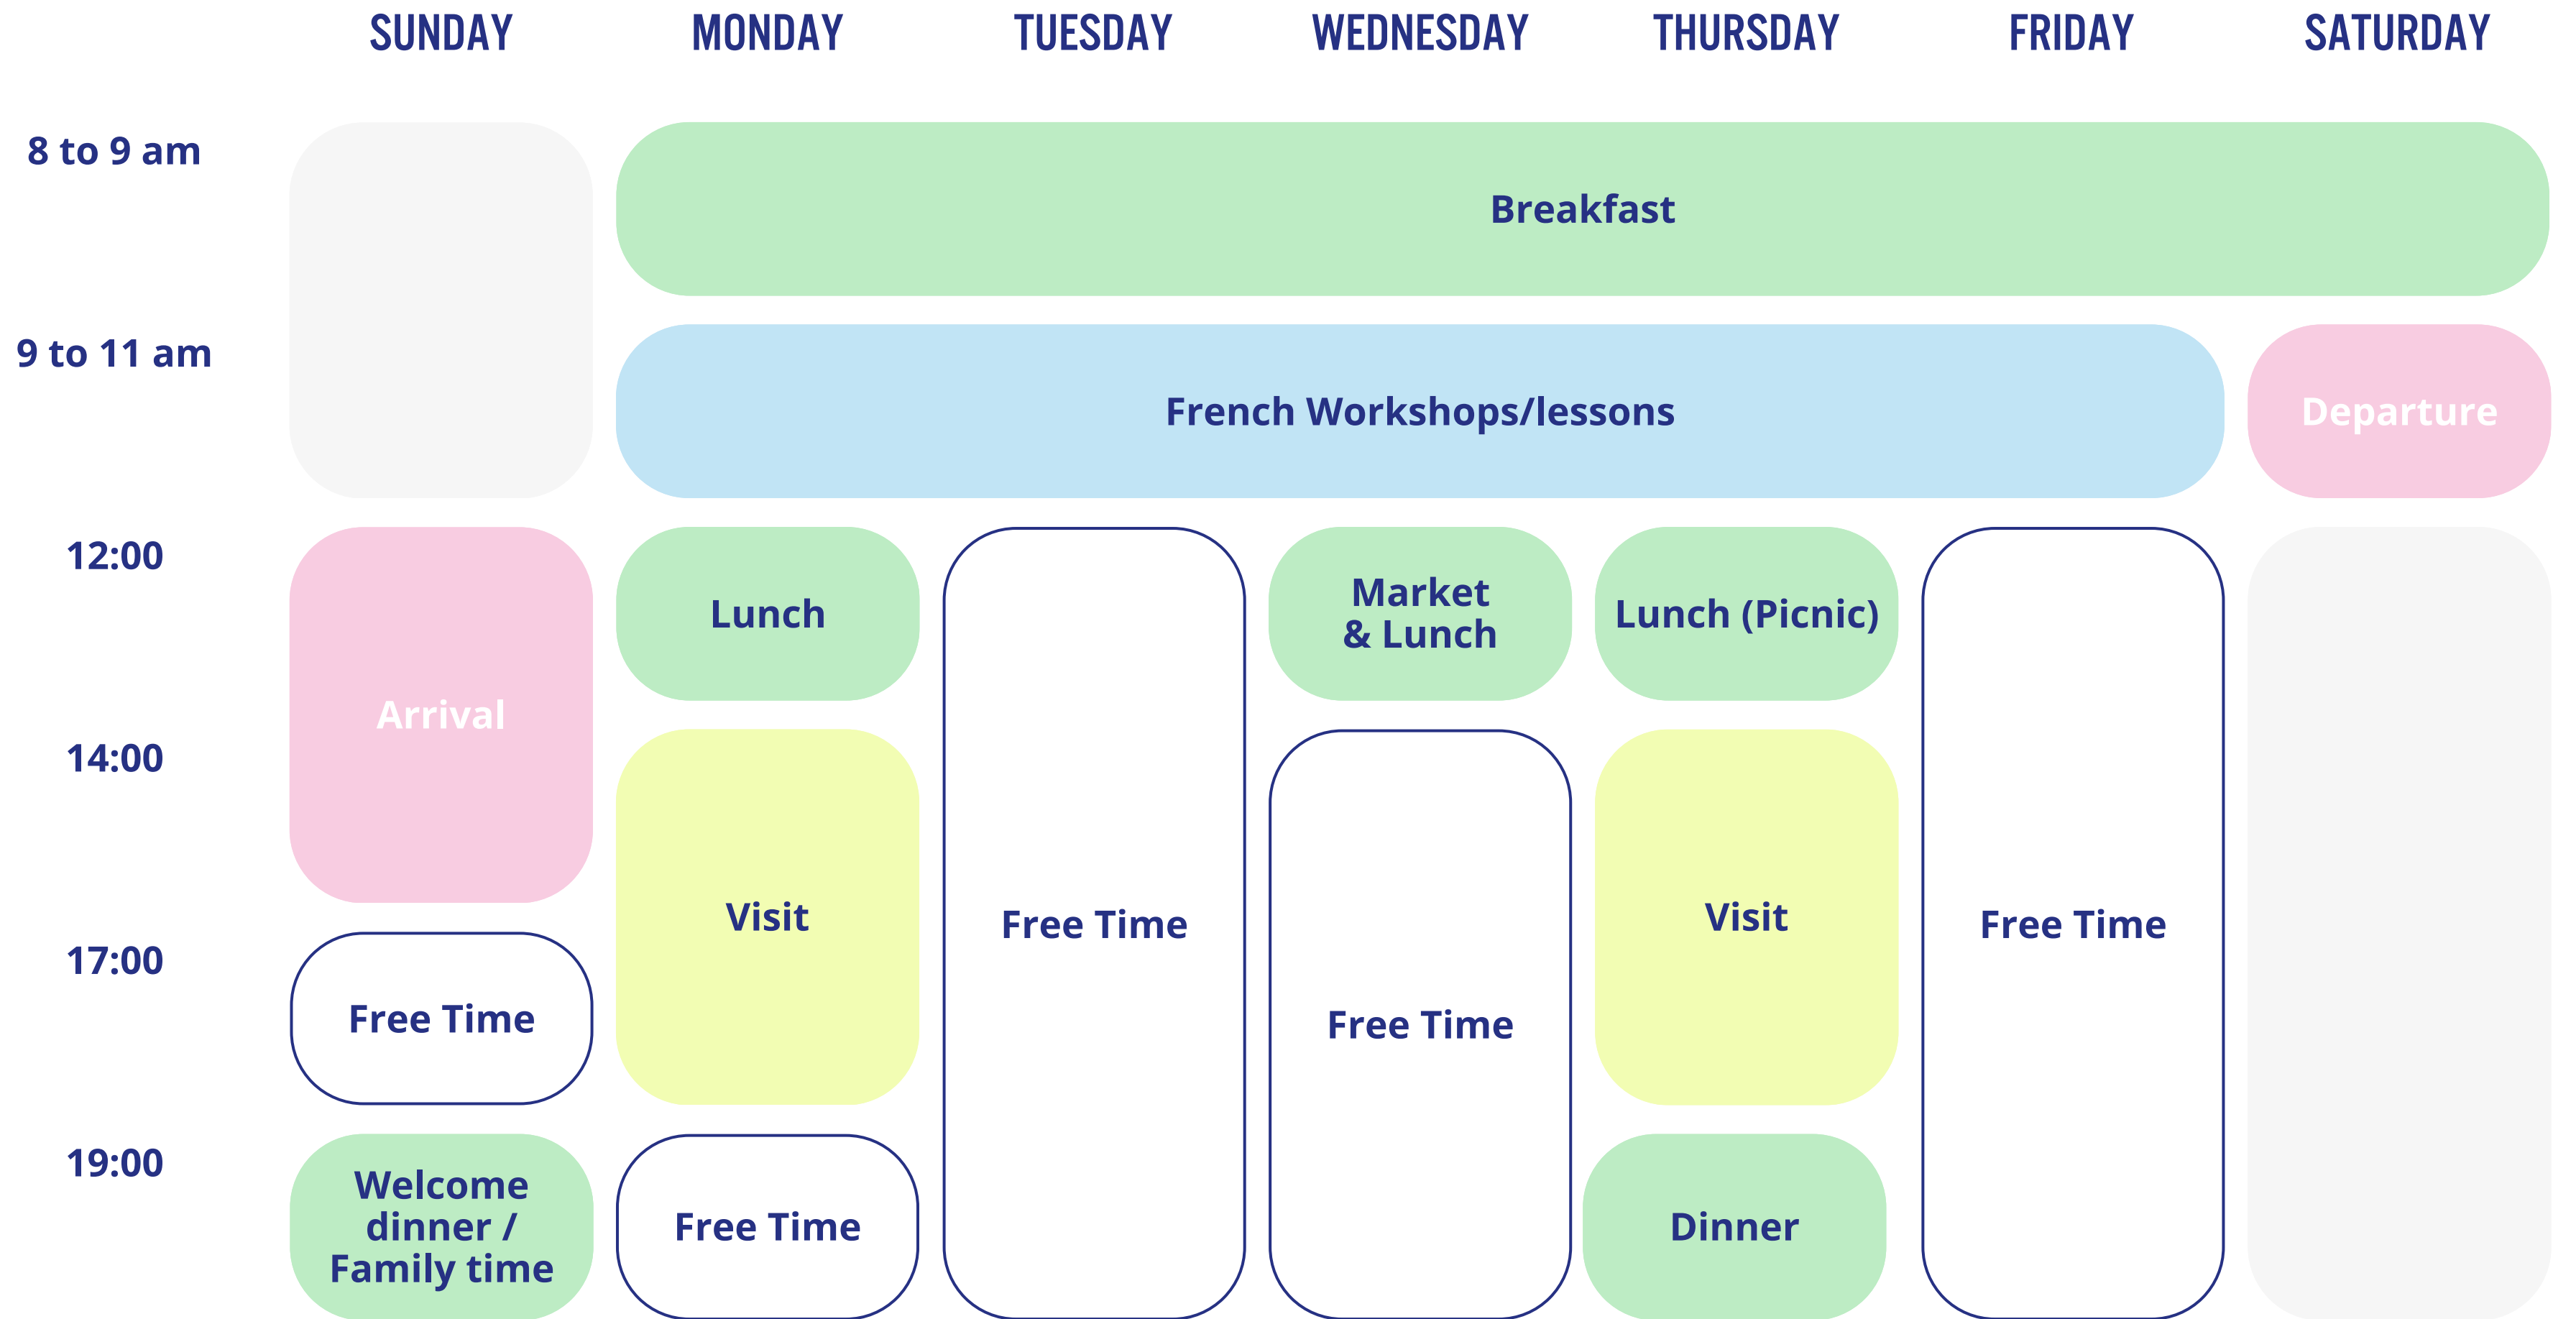 SUNDAY MONDAY TUESDAY WEDNESDAY THURSDAY FRIDAY SATURDAY
8 to 9 am
Breakfast
9 to 11 am
French Workshops/lessons
Departure
12:00
Arrival
Lunch
Market
& Lunch
Lunch (Picnic)
14:00
Visit
Free Time
Free Time
Visit
Free Time
17:00
Free Time
19:00
Welcome
dinner /
Family time
Free Time
Dinner